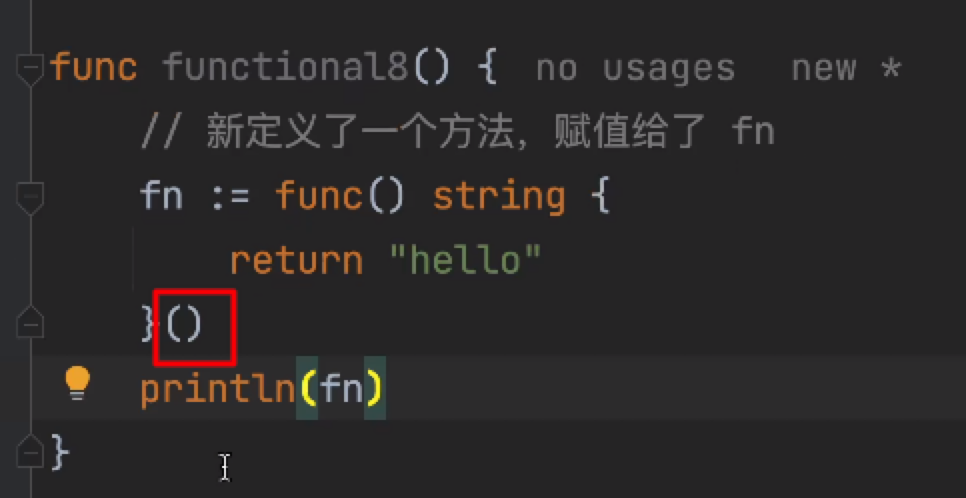 func functional8() { no usages new *
// 新定义了一个方法，赋值给了 fn
fn := func() string {
return "hello"
}()
println(fn)
}